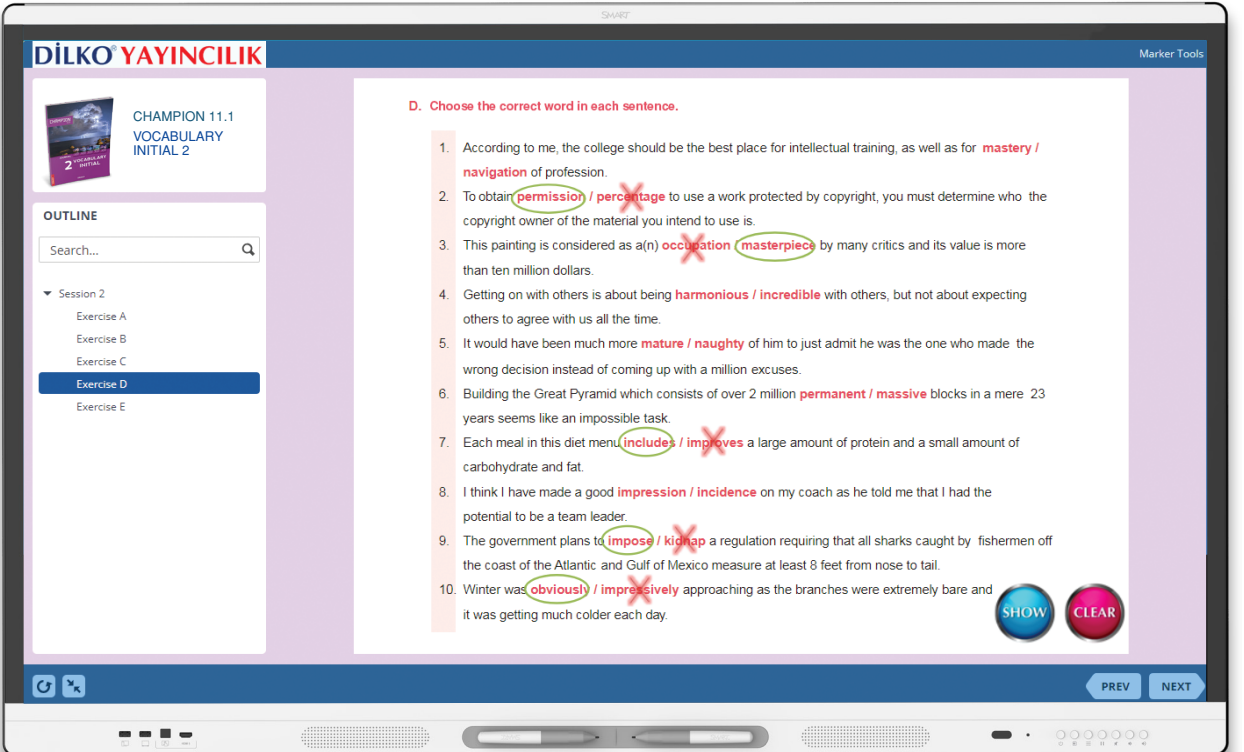 SMART
DİLKO® YAYINCILIK
Marker Tools
CHAMPION 11.1
VOCABULARY
INITIAL 2
CHAMPION
2 VOCABULARY
INITIAL
OUTLINE
Search...
Session 2
Exercise A
Exercise B
Exercise C
Exercise D
Exercise E
D. Choose the correct word in each sentence.
1. According to me, the college should be the best place for intellectual training, as well as for mastery /
navigation of profession.
2. To obtain permission / percentage to use a work protected by copyright, you must determine who the
copyright owner of the material you intend to use is.
3. This painting is considered as a(n) occupation / masterpiece by many critics and its value is more
than ten million dollars.
4. Getting on with others is about being harmonious / incredible with others, but not about expecting
others to agree with us all the time.
5. It would have been much more mature / naughty of him to just admit he was the one who made the
wrong decision instead of coming up with a million excuses.
6. Building the Great Pyramid which consists of over 2 million permanent / massive blocks in a mere 23
years seems like an impossible task.
7. Each meal in this diet menu includes / improves a large amount of protein and a small amount of
carbohydrate and fat.
8. I think I have made a good impression / incidence on my coach as he told me that I had the
potential to be a team leader.
9. The government plans to impose / kidnap a regulation requiring that all sharks caught by fishermen off
the coast of the Atlantic and Gulf of Mexico measure at least 8 feet from nose to tail.
10. Winter was obviously / impressively approaching as the branches were extremely bare and
it was getting much colder each day.
SHOW
CLEAR
PREV
NEXT